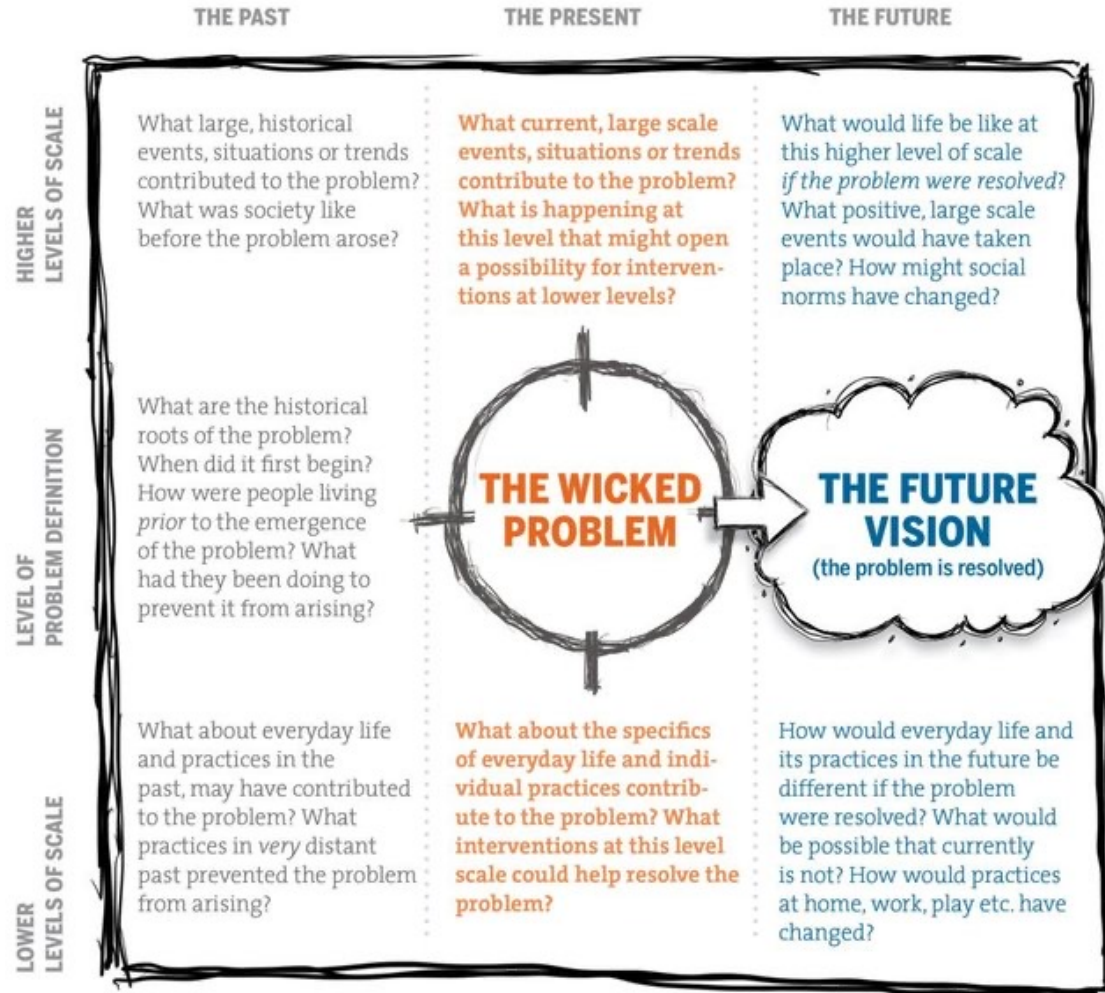 THE PAST
THE PRESENT
THE FUTURE
HIGHER
LEVELS OF SCALE
What large, historical
events, situations or trends
contributed to the problem?
What was society like
before the problem arose?
What current, large scale
events, situations or trends
contribute to the problem?
What is happening at
this level that might open
a possibility for interven-
tions at lower levels?
What would life be like at
this higher level of scale
if the problem were resolved?
What positive, large scale
events would have taken
place? How might social
norms have changed?
LEVEL OF
PROBLEM DEFINITION
What are the historical
roots of the problem?
When did it first begin?
How were people living
prior to the emergence
of the problem? What
had they been doing to
prevent it from arising?
THE WICKED
PROBLEM
THE FUTURE
VISION
(the problem is resolved)
LOWER
LEVELS OF SCALE
What about everyday life
and practices in the
past, may have contributed
to the problem? What
practices in very distant
past prevented the problem
from arising?
What about the specifics
of everyday life and indi-
vidual practices contrib-
ute to the problem? What
interventions at this level
scale could help resolve the
problem?
How would everyday life and
its practices in the future be
different if the problem
were resolved? What would
be possible that currently
is not? How would practices
at home, work, play etc. have
changed?